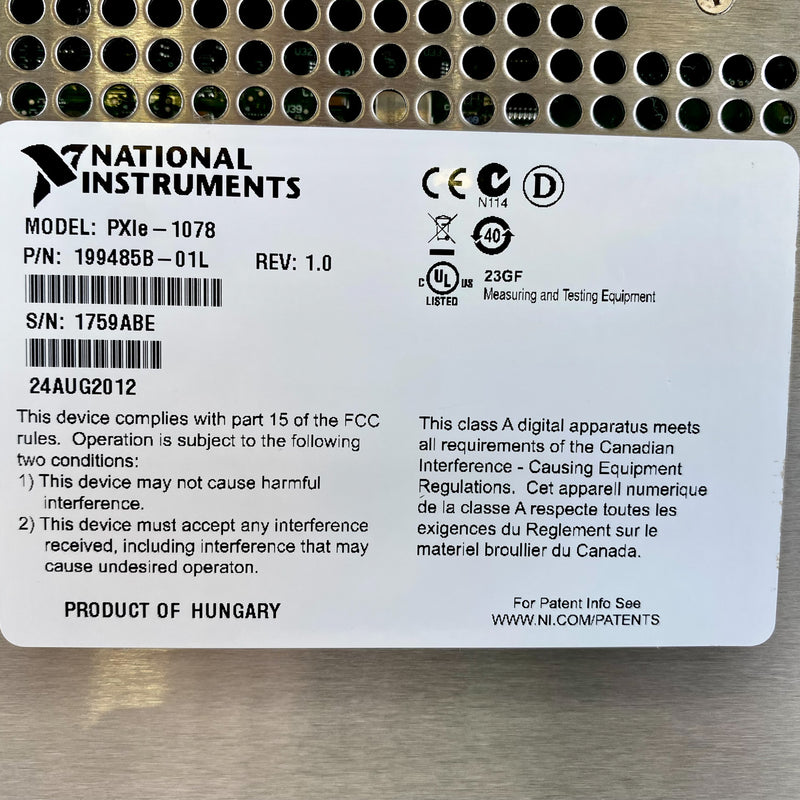 NATIONAL
INSTRUMENTS
MODEL: PXIe-1078
P/N: 199485B-01L REV: 1.0
S/N: 1759ABE
24AUG2012
This device complies with part 15 of the FCC
rules. Operation is subject to the following
two conditions:
1) This device may not cause harmful
interference.
2) This device must accept any interference
received, including interference that may
cause undesired operaton.
PRODUCT OF HUNGARY
CE
N114
D
40
C UL US
LISTED
23GF
Measuring and Testing Equipment
This class A digital apparatus meets
all requirements of the Canadian
Interference - Causing Equipment
Regulations. Cet appareil numerique
de la classe A respecte toutes les
exigences du Reglement sur le
materiel broullier du Canada.
For Patent Info See
WWW.NI.COM/PATENTS